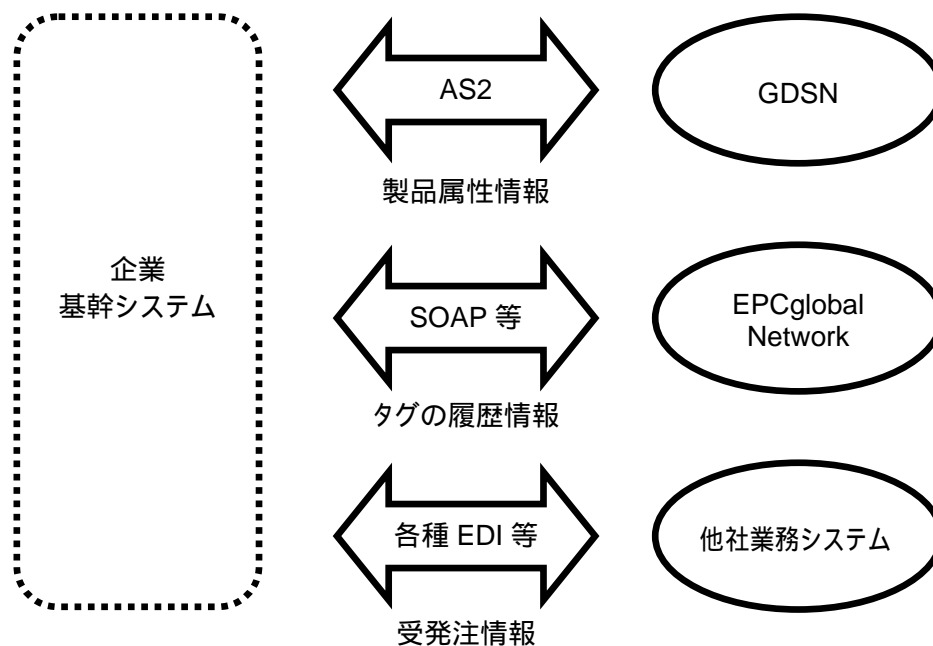 企業
基幹システム
AS2
GDSN
製品属性情報
SOAP 等
EPCglobal
Network
タグの履歴情報
各種 EDI 等
他社業務システム
受発注情報